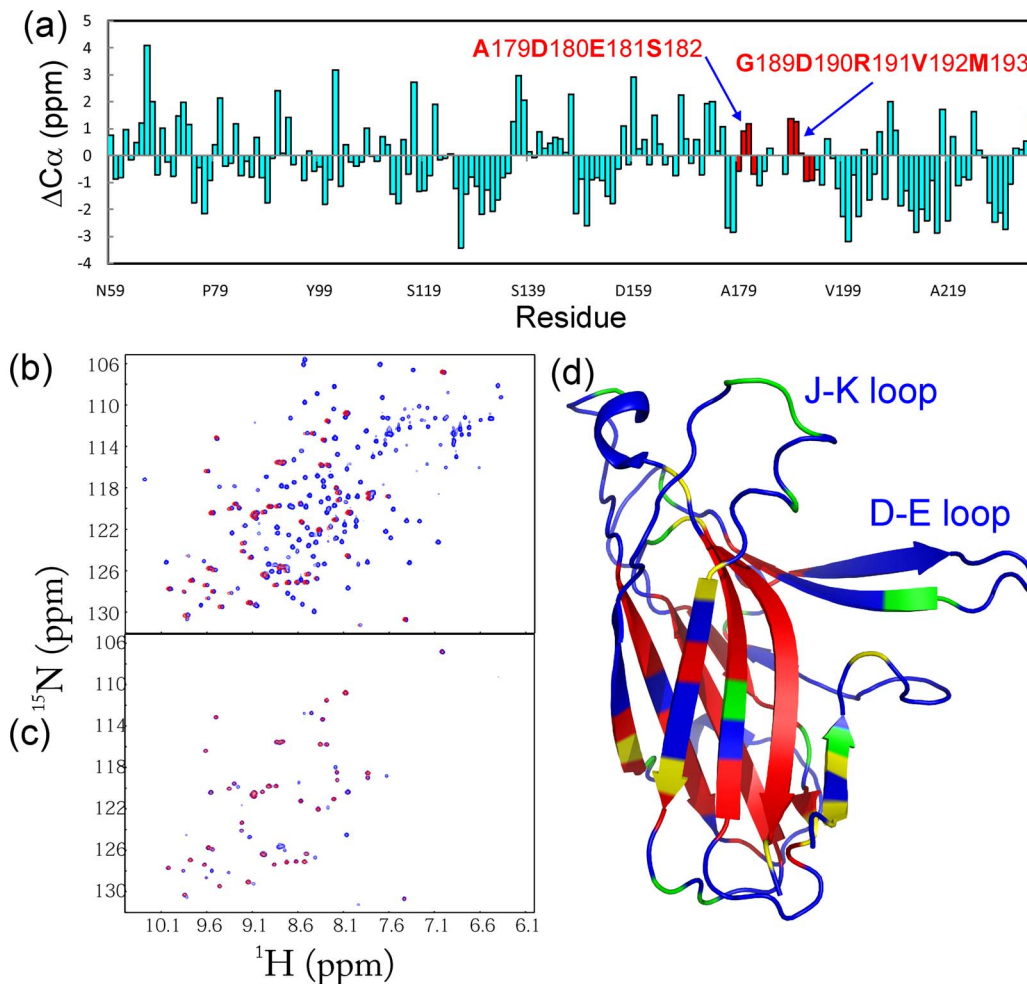 (a)
ΔCα (ppm)
5
4
3
2
1
0
-1
-2
-3
-4
A179D180E181S182
G189D190R191V192M193
N59 P79 Y99 S119 S139 D159 A179 V199 A219
Residue
(b)
106
110
114
118
122
126
130
(c)
106
110
114
118
122
126
130
¹⁵N (ppm)
10.1 9.6 9.1 8.6 8.1 7.6 7.1 6.6 6.1
¹H (ppm)
(d)
J-K loop
D-E loop